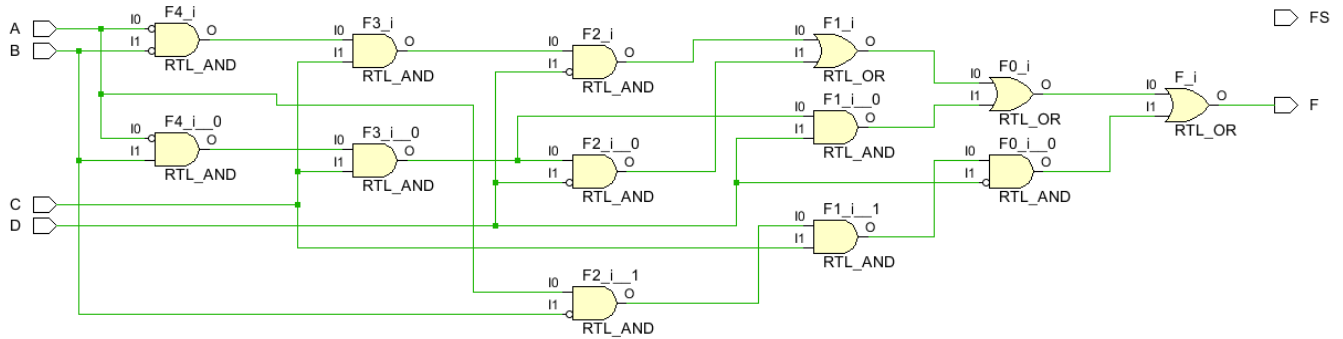 F4_i
A
I0
O
I1
B
RTL_AND
F3_i
I0
O
I1
RTL_AND
F2_i
I0
O
I1
RTL_AND
F1_i
I0
O
I1
RTL_OR
FS
F0_i
I0
O
I1
RTL_OR
F_i
I0
O
I1
RTL_OR
F
F4_i__0
I0
O
I1
RTL_AND
F3_i__0
I0
O
I1
RTL_AND
F2_i__0
I0
O
I1
RTL_AND
F1_i__0
I0
O
I1
RTL_AND
F0_i__0
I0
O
I1
RTL_AND
C
D
F1_i__1
I0
O
I1
RTL_AND
F2_i__1
I0
O
I1
RTL_AND